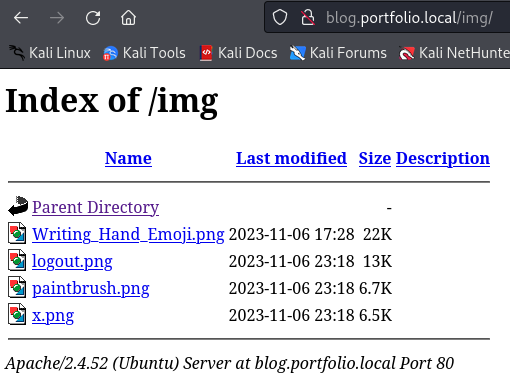 blog.portfolio.local/img/
Kali Linux Kali Tools Kali Docs Kali Forums Kali NetHunte
Index of /img
Name Last modified Size Description
Parent Directory -
Writing_Hand_Emoji.png 2023-11-06 17:28 22K
logout.png 2023-11-06 23:18 13K
paintbrush.png 2023-11-06 23:18 6.7K
x.png 2023-11-06 23:18 6.5K
Apache/2.4.52 (Ubuntu) Server at blog.portfolio.local Port 80